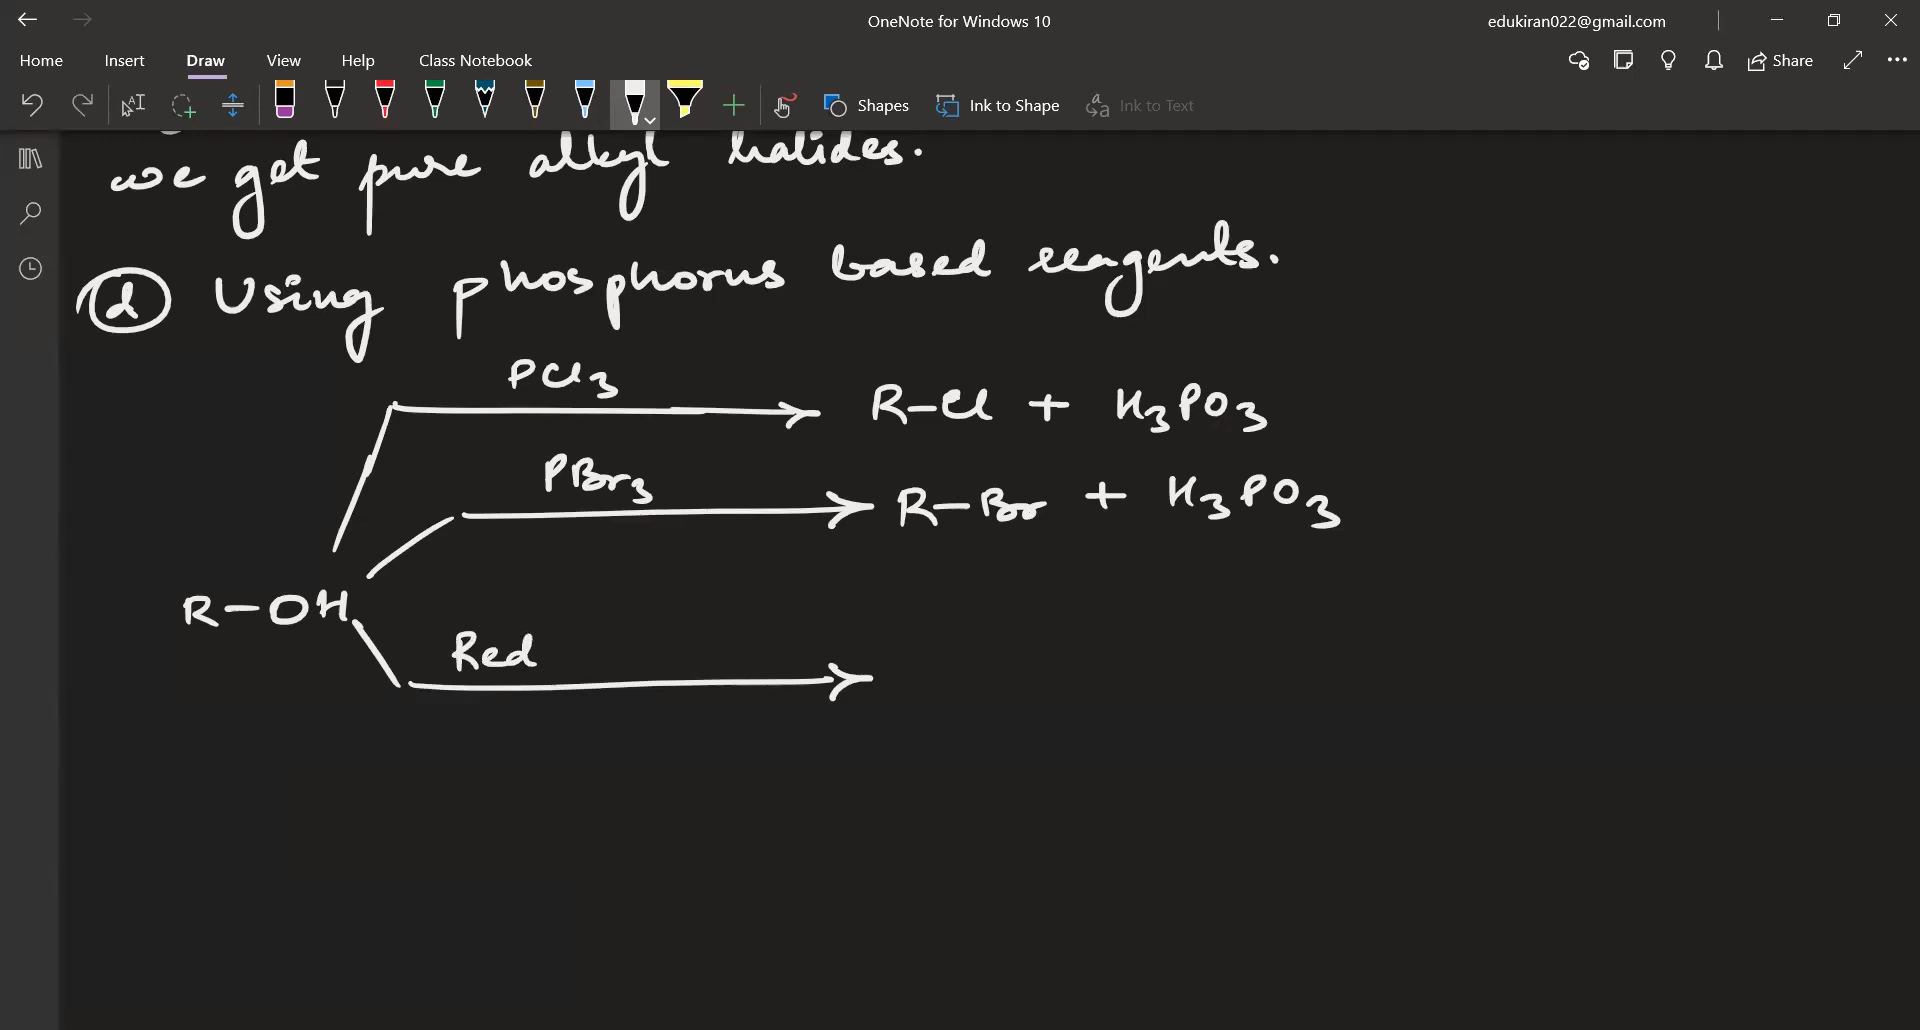 OneNote for Windows 10
edukiran022@gmail.com
Home Insert Draw View Help Class Notebook
Share
Shapes Ink to Shape Ink to Text
we get pure alkyl halides.
d Using phosphorus based reagents.
PCl3
R-Cl + H3PO3
PBr3
R-Br + H3PO3
R-OH
Red